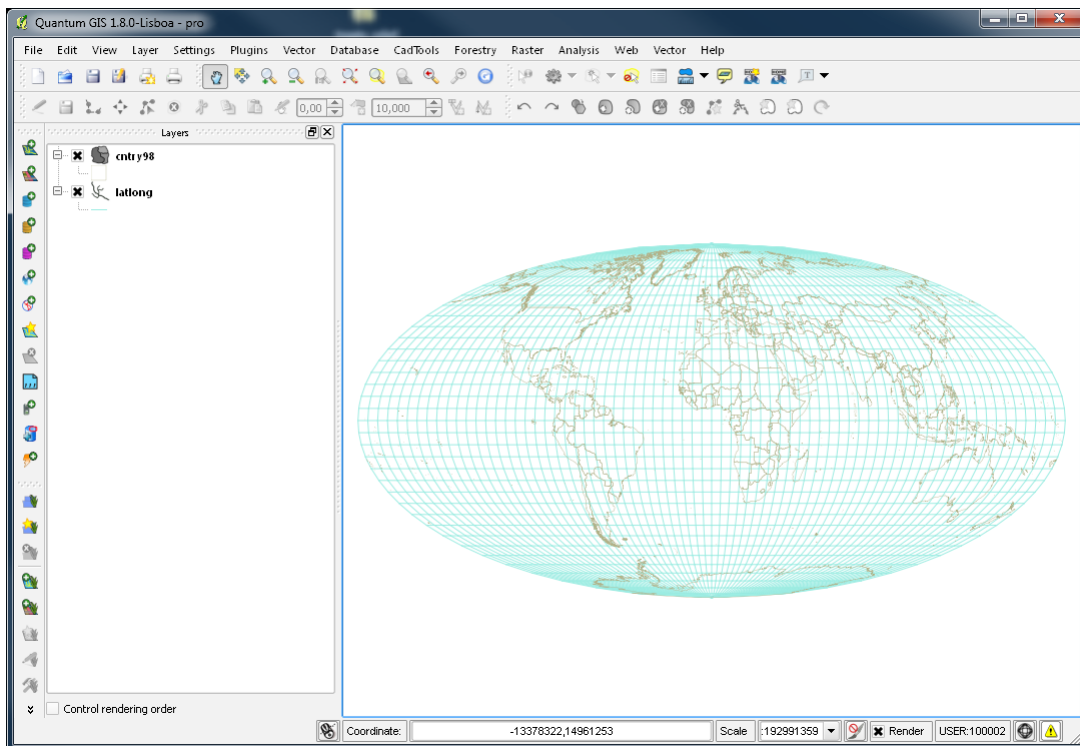 Quantum GIS 1.8.0-Lisboa - pro
File Edit View Layer Settings Plugins Vector Database CadTools Forestry Raster Analysis Web Vector Help
0,00 10,000
Layers
cntry98
latlong
Control rendering order
Coordinate: -13378322,14961253 Scale :192991359 Render USER:100002